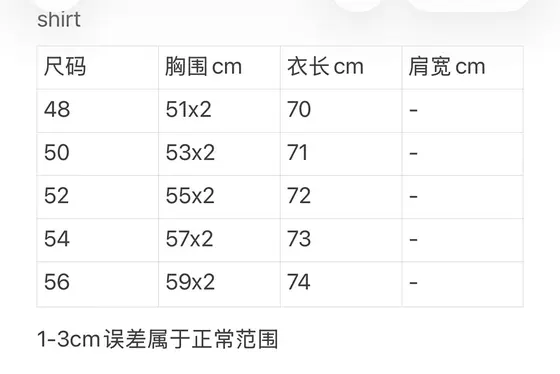 shirt
尺码 胸围cm 衣长cm 肩宽cm
48 51x2 70 -
50 53x2 71 -
52 55x2 72 -
54 57x2 73 -
56 59x2 74 -
1-3cm误差属于正常范围